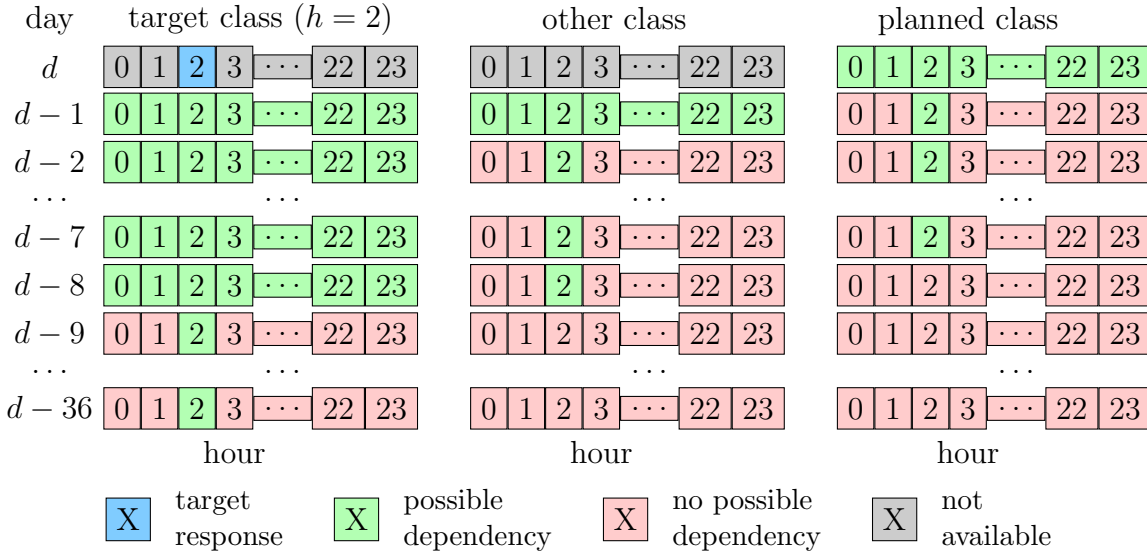 day target class (h = 2) other class planned class
d 0 1 2 3 ··· 22 23 0 1 2 3 ··· 22 23 0 1 2 3 ··· 22 23
d − 1 0 1 2 3 ··· 22 23 0 1 2 3 ··· 22 23 0 1 2 3 ··· 22 23
d − 2 0 1 2 3 ··· 22 23 0 1 2 3 ··· 22 23 0 1 2 3 ··· 22 23
··· ··· ··· ···
d − 7 0 1 2 3 ··· 22 23 0 1 2 3 ··· 22 23 0 1 2 3 ··· 22 23
d − 8 0 1 2 3 ··· 22 23 0 1 2 3 ··· 22 23 0 1 2 3 ··· 22 23
d − 9 0 1 2 3 ··· 22 23 0 1 2 3 ··· 22 23 0 1 2 3 ··· 22 23
··· ··· ··· ···
d − 36 0 1 2 3 ··· 22 23 0 1 2 3 ··· 22 23 0 1 2 3 ··· 22 23
hour hour hour
X target response
X possible dependency
X no possible dependency
X not available